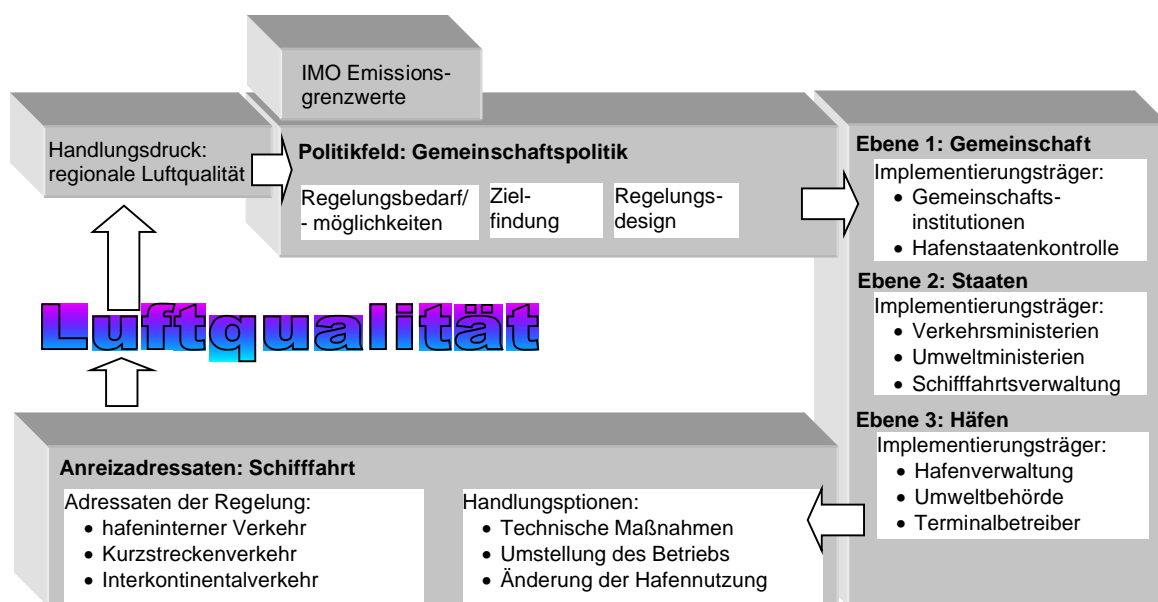 IMO Emissions-
grenzwerte
Handlungsdruck:
regionale Luftqualität
Politikfeld: Gemeinschaftspolitik
Regelungsbedarf/
- möglichkeiten
Ziel-
findung
Regelungs-
design
Ebene 1: Gemeinschaft
Implementierungsträger:
• Gemeinschafts-
institutionen
• Hafenstaatenkontrolle
Ebene 2: Staaten
Implementierungsträger:
• Verkehrsministerien
• Umweltministerien
• Schifffahrtsverwaltung
Ebene 3: Häfen
Implementierungsträger:
• Hafenverwaltung
• Umweltbehörde
• Terminalbetreiber
Luftqualität
Anreizadressaten: Schifffahrt
Adressaten der Regelung:
• hafeninterner Verkehr
• Kurzstreckenverkehr
• Interkontinentalverkehr
Handlungsptionen:
• Technische Maßnahmen
• Umstellung des Betriebs
• Änderung der Hafennutzung